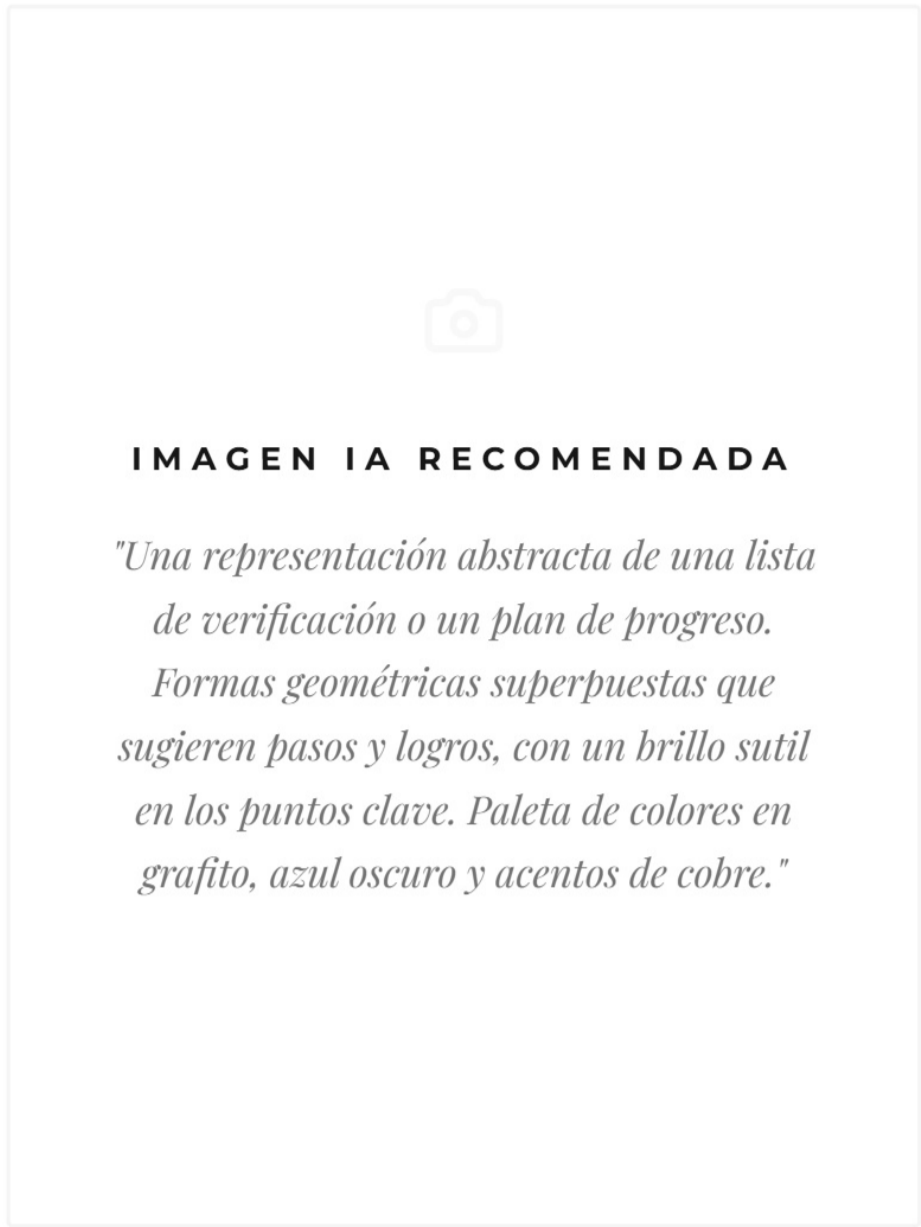 IMAGEN IA RECOMENDADA
"Una representación abstracta de una lista
de verificación o un plan de progreso.
Formas geométricas superpuestas que
sugieren pasos y logros, con un brillo sutil
en los puntos clave. Paleta de colores en
grafito, azul oscuro y acentos de cobre."